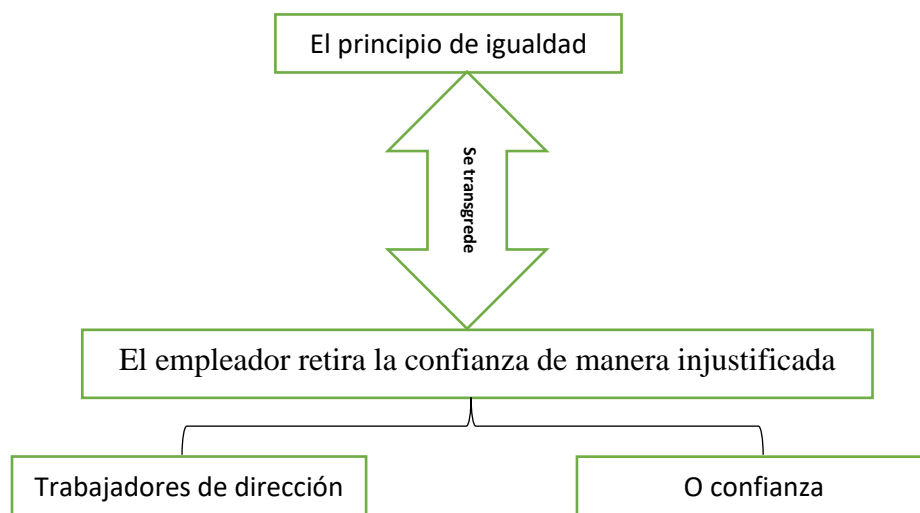 El principio de igualdad
Se transgrede
El empleador retira la confianza de manera injustificada
Trabajadores de dirección
O confianza